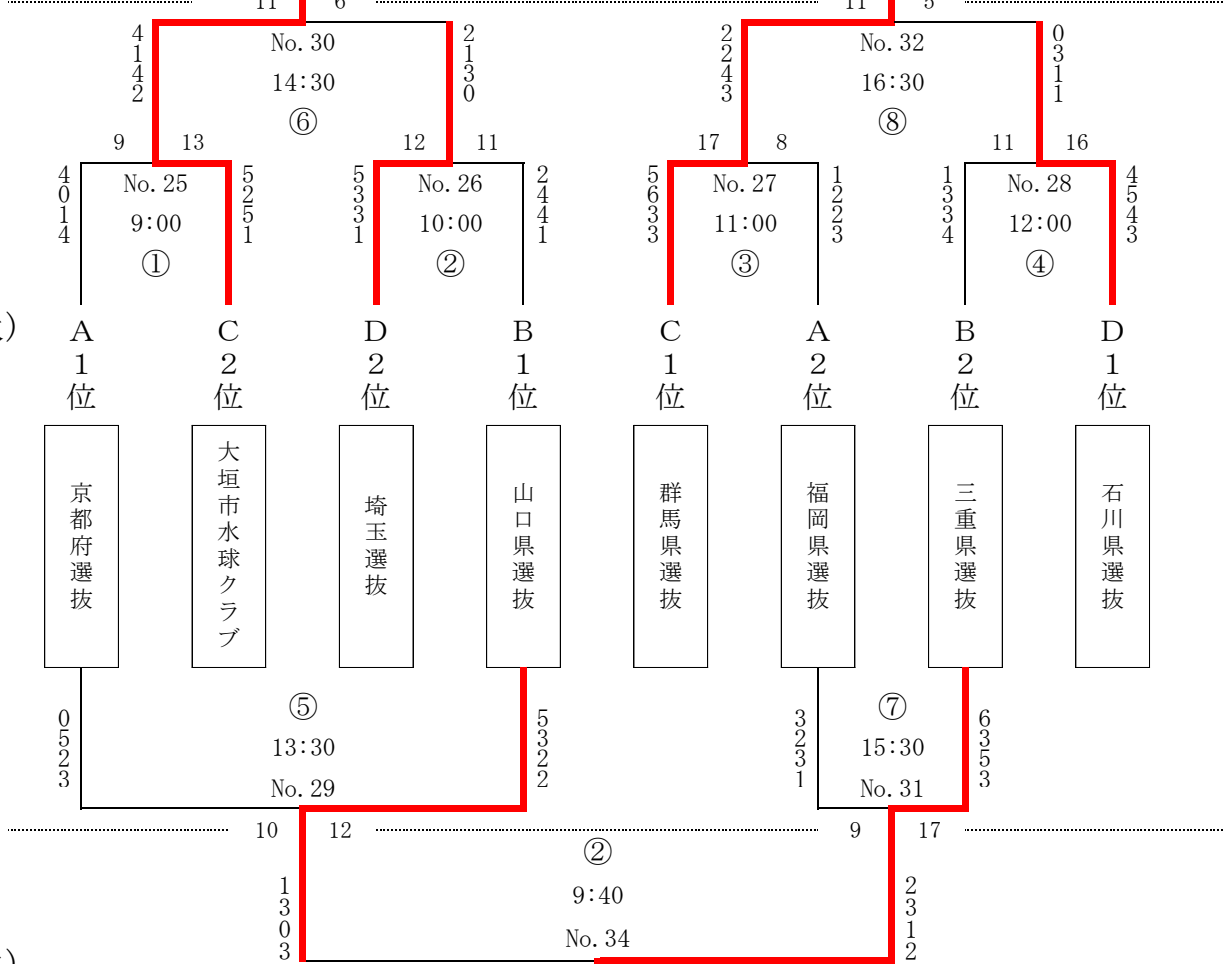 11 6 11 5
4 1 4 2 No.30 2 1 3 0 2 2 4 3 No.32 0 3 1 1
14:30 16:30
⑥ ⑧
9 13 12 11 17 8 11 16
4 0 1 4 No.25 5 2 5 1 5 3 3 1 No.26 2 4 4 1 5 6 3 3 No.27 1 2 2 3 1 3 3 4 No.28 4 5 4 3
9:00 10:00 11:00 12:00
① ② ③ ④
)
A1位 C2位 D2位 B1位 C1位 A2位 B2位 D1位
京都府選抜
大垣市水球クラブ
埼玉選抜
山口県選抜
群馬県選抜
福岡県選抜
三重県選抜
石川県選抜
⑤ ⑦
0 5 2 3 13:30 5 3 2 2 3 2 3 1 15:30 6 3 5 3
No.29 No.31
10 12 9 17
②
1 3 0 3 9:40 2 3 1 2
No.34
)